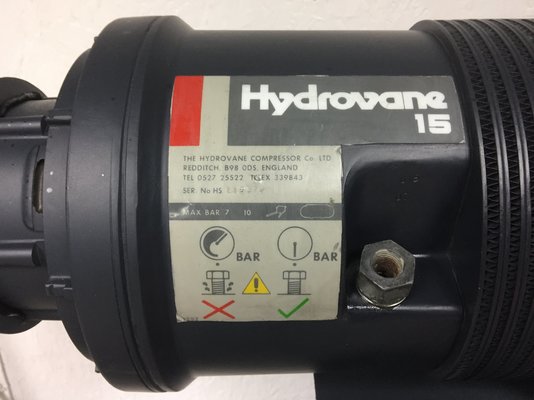 Hydrovane
15
THE HYDROVANE COMPRESSOR Co LTD
REDDITCH, B98 0DS, ENGLAND
TEL 0527 25522 TELEX 339843
SER. No HS
MAX BAR 7 10
BAR BAR